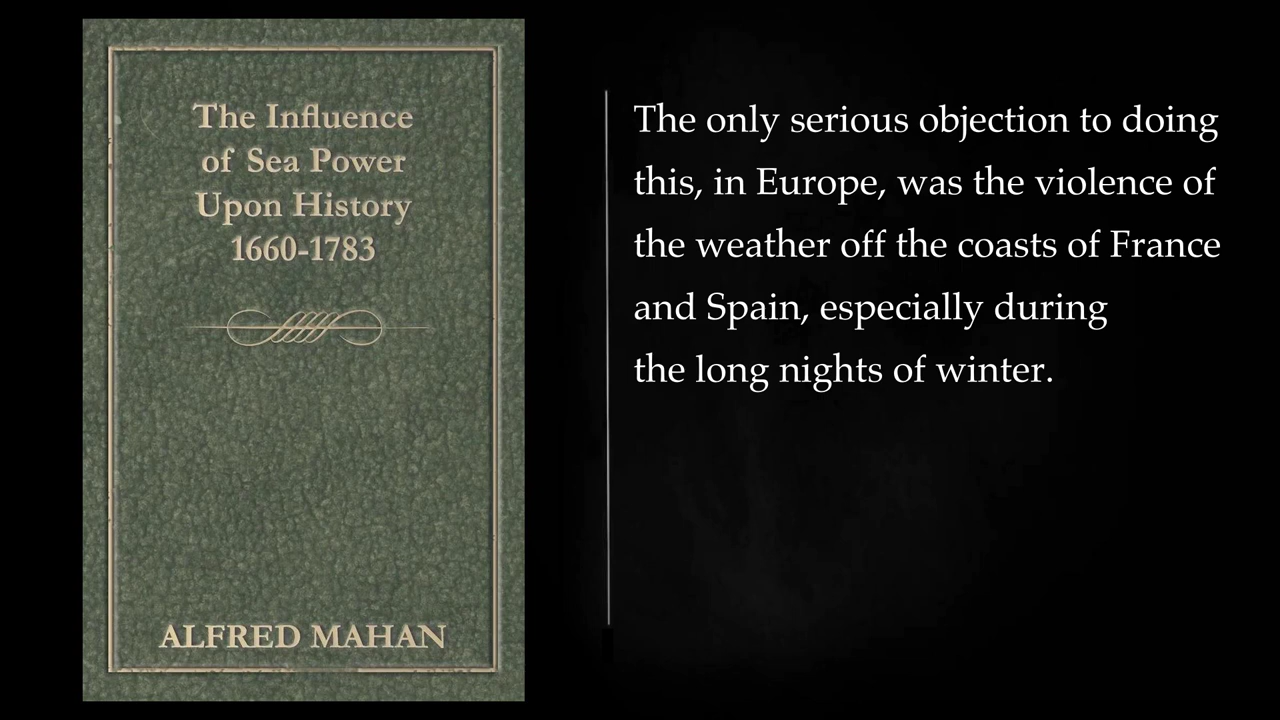 The Influence
of Sea Power
Upon History
1660-1783
ALFRED MAHAN
The only serious objection to doing
this, in Europe, was the violence of
the weather off the coasts of France
and Spain, especially during
the long nights of winter.